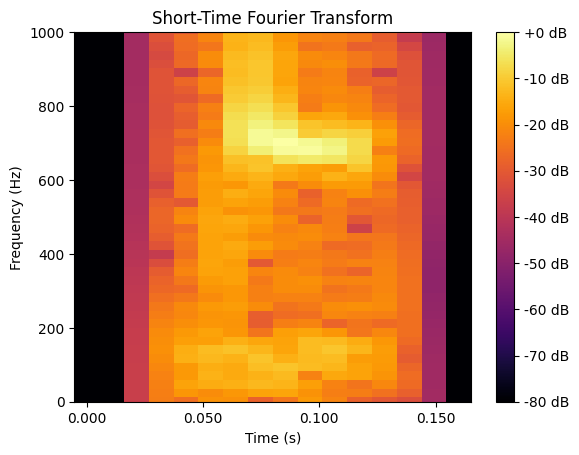 Short-Time Fourier Transform
Frequency (Hz)
1000
800
600
400
200
0
0.000
0.050
0.100
0.150
Time (s)
+0 dB
-10 dB
-20 dB
-30 dB
-40 dB
-50 dB
-60 dB
-70 dB
-80 dB